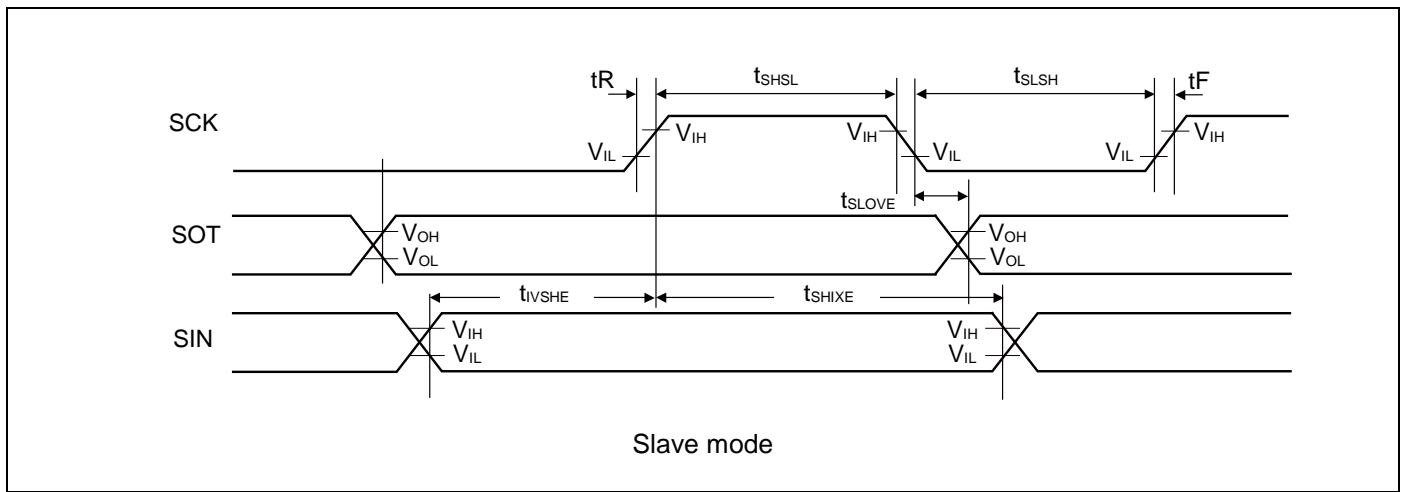 tR tSHSL tSLSH tF
SCK
VIH VIH VIH
VIL VIL VIL
tSLOVE
SOT
VOH VOH
VOL VOL
tIVSHE tSHIXE
SIN
VIH VIH
VIL VIL
Slave mode